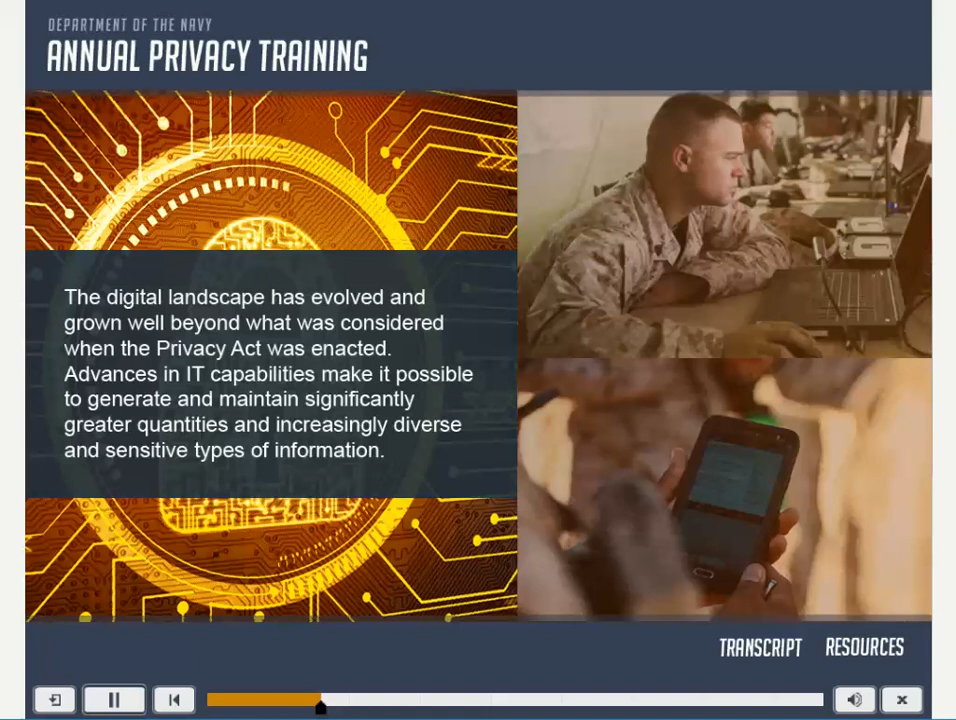 DEPARTMENT OF THE NAVY
ANNUAL PRIVACY TRAINING
The digital landscape has evolved and
grown well beyond what was considered
when the Privacy Act was enacted.
Advances in IT capabilities make it possible
to generate and maintain significantly
greater quantities and increasingly diverse
and sensitive types of information.
TRANSCRIPT RESOURCES